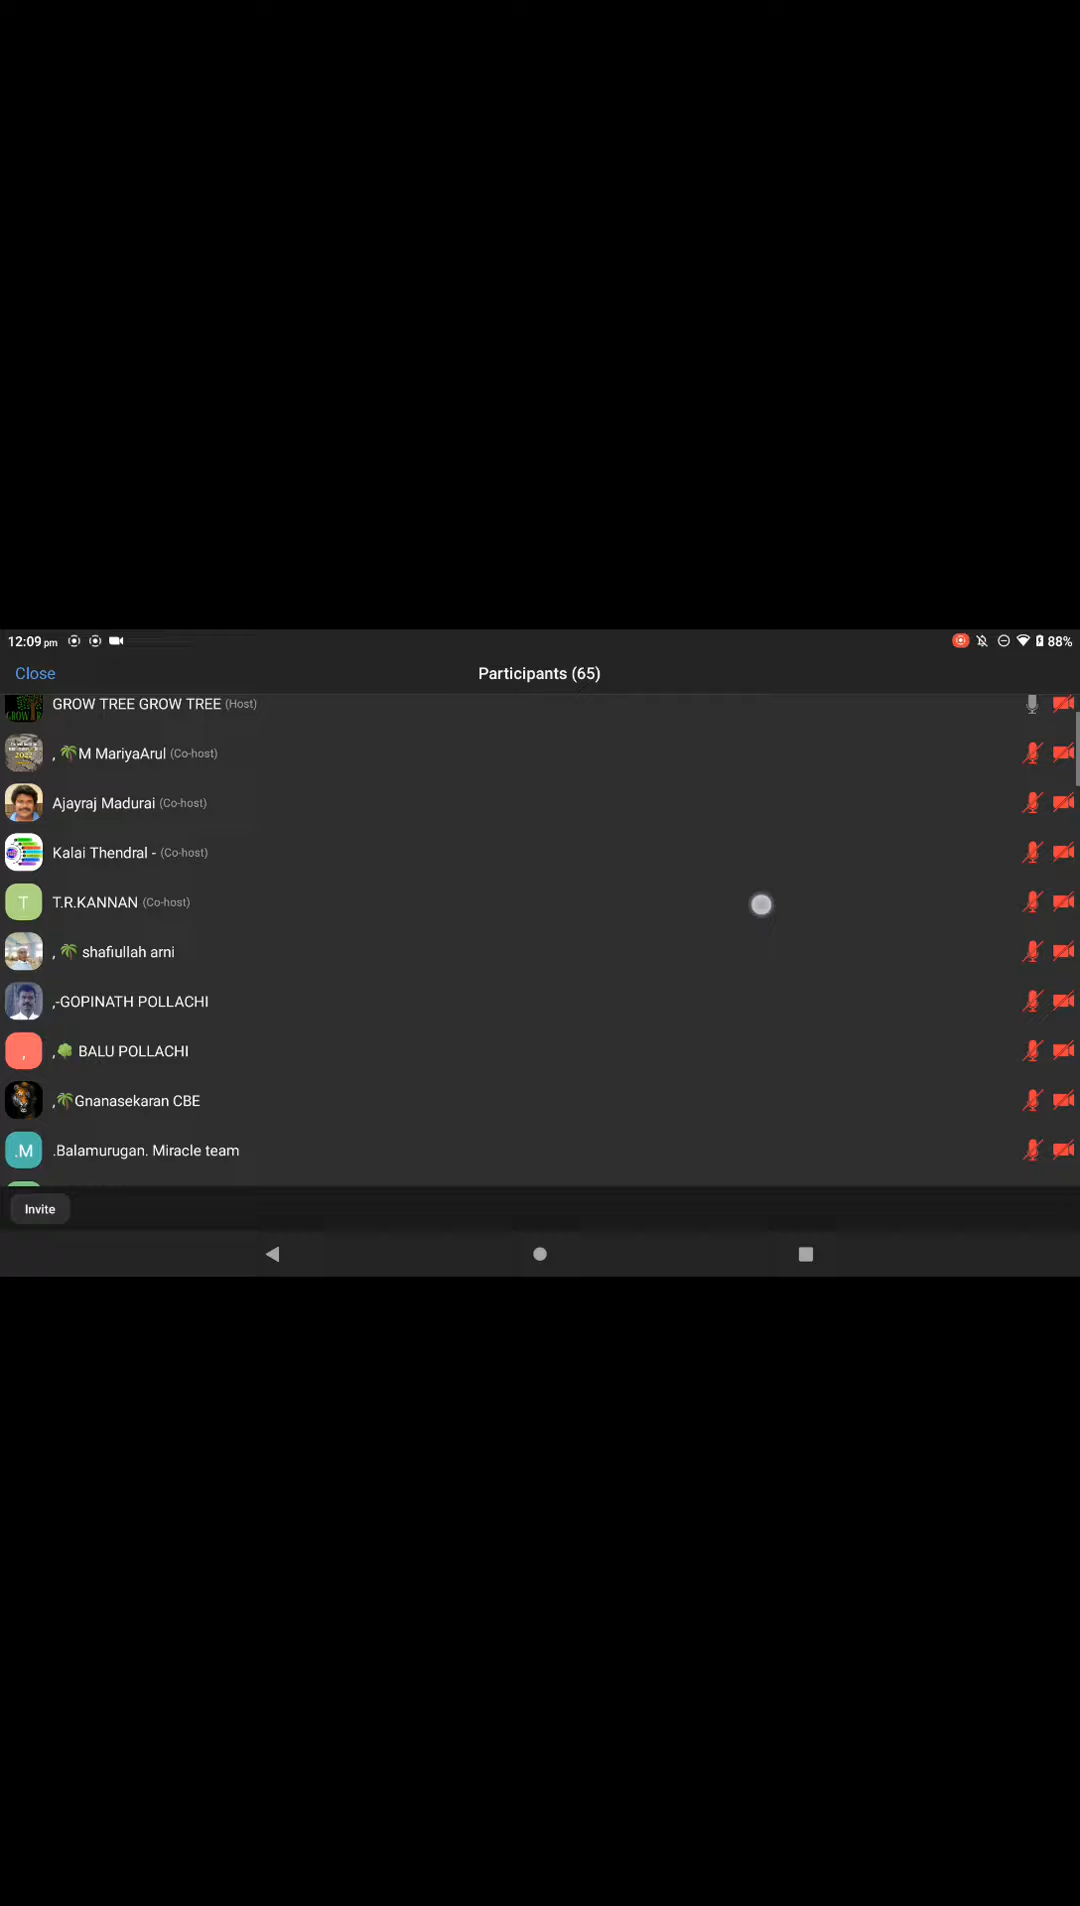 12:09 pm 88%
Close Participants (65)
GROW TREE GROW TREE (Host)
, 🌴M MariyaArul (Co-host)
Ajayraj Madurai (Co-host)
Kalai Thendral - (Co-host)
T T.R.KANNAN (Co-host)
, 🌴 shafiullah arni
,-GOPINATH POLLACHI
, ,🌳 BALU POLLACHI
,🌴Gnanasekaran CBE
.M .Balamurugan. Miracle team
Invite